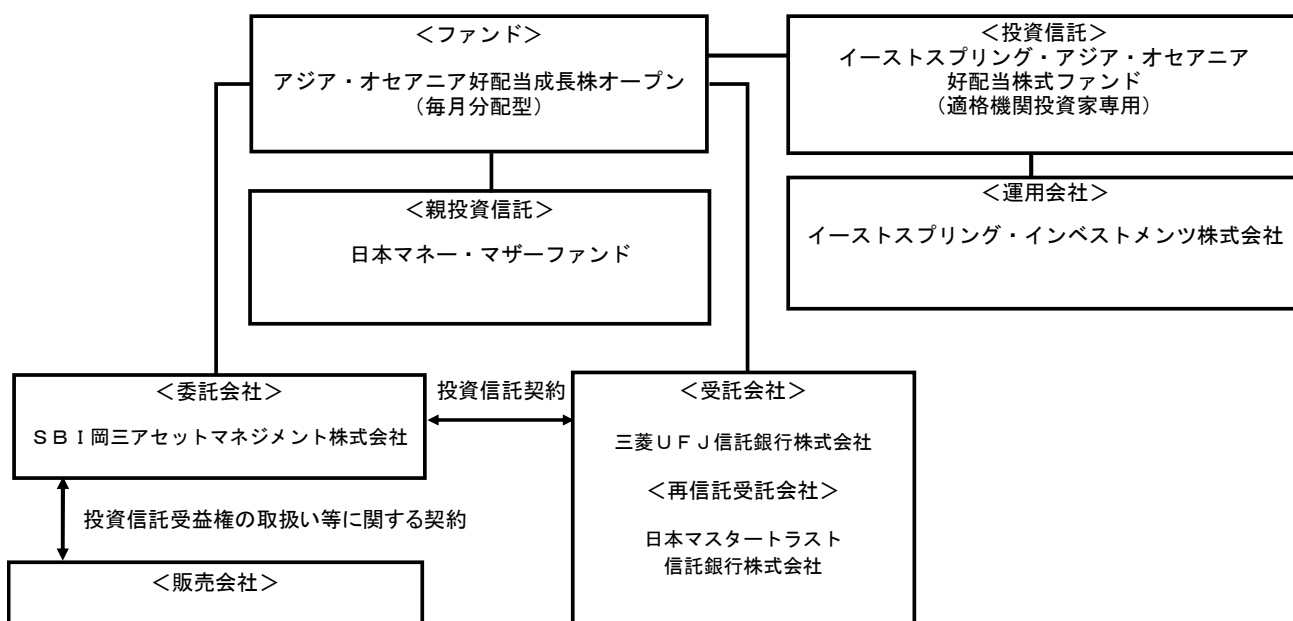 ＜ファンド＞
アジア・オセアニア好配当成長株オープン
（毎月分配型）
＜投資信託＞
イーストスプリング・アジア・オセアニア
好配当株式ファンド
（適格機関投資家専用）
＜親投資信託＞
日本マネー・マザーファンド
＜運用会社＞
イーストスプリング・インベストメンツ株式会社
＜委託会社＞
ＳＢＩ岡三アセットマネジメント株式会社
投資信託契約
＜受託会社＞
三菱ＵＦＪ信託銀行株式会社
＜再信託受託会社＞
日本マスタートラスト
信託銀行株式会社
投資信託受益権の取扱い等に関する契約
＜販売会社＞